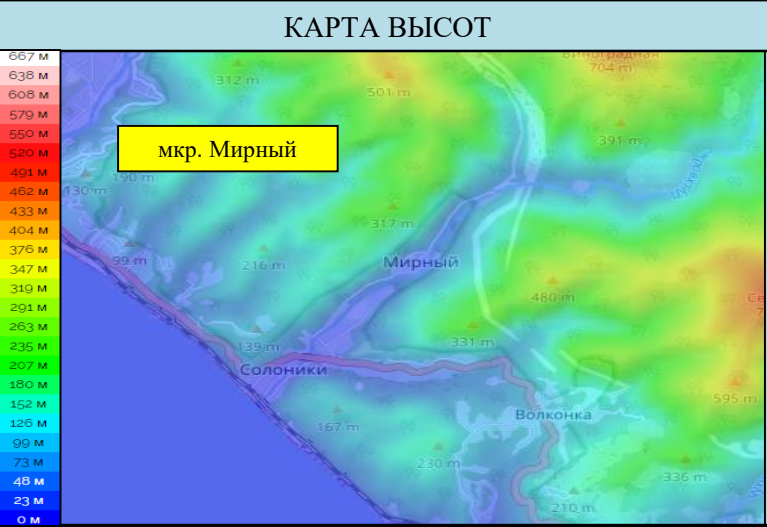 КАРТА ВЫСОТ
667 м
638 м
608 м
579 м
550 м
520 м
491 м
462 м
433 м
404 м
376 м
347 м
319 м
291 м
263 м
235 м
207 м
180 м
152 м
126 м
99 м
73 м
48 м
23 м
0 м
мкр. Мирный
Виноградная
704 m
312 m
501 m
391 m
190 m
130 m
317 m
99 m
216 m
Мирный
480 m
139 m
331 m
Солоники
595 m
167 m
Волконка
230 m
336 m
210 m